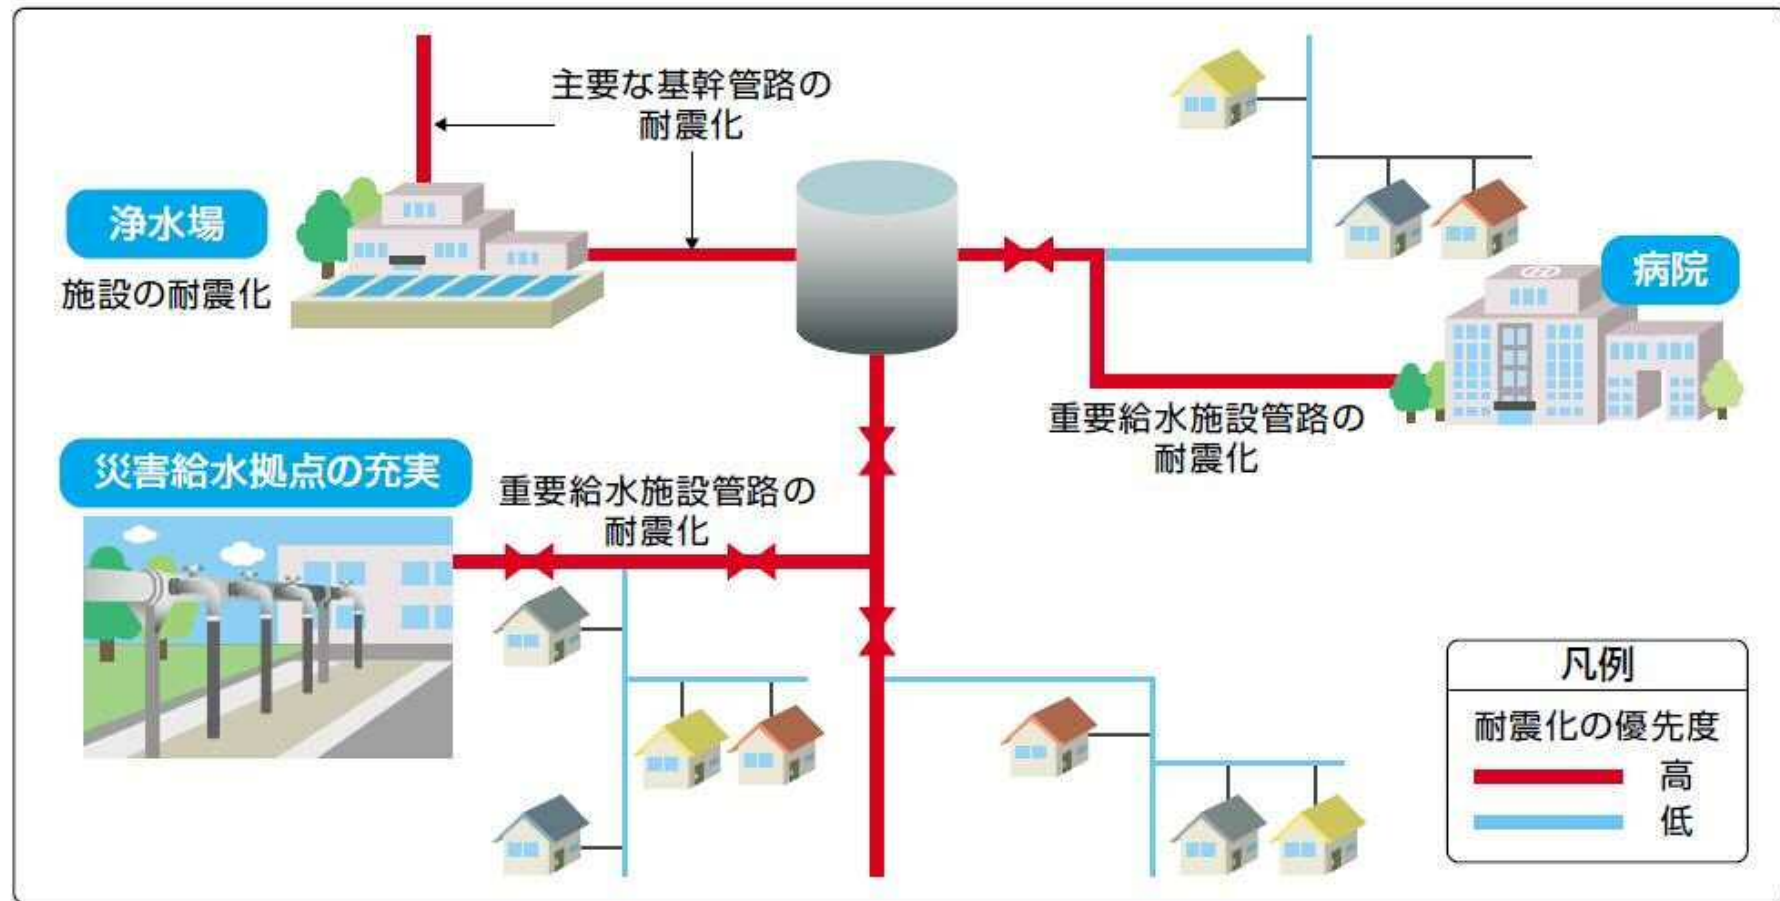 主要な基幹管路の
耐震化
浄水場
施設の耐震化
病院
重要給水施設管路の
耐震化
災害給水拠点の充実
重要給水施設管路の
耐震化
凡例
耐震化の優先度
高
低